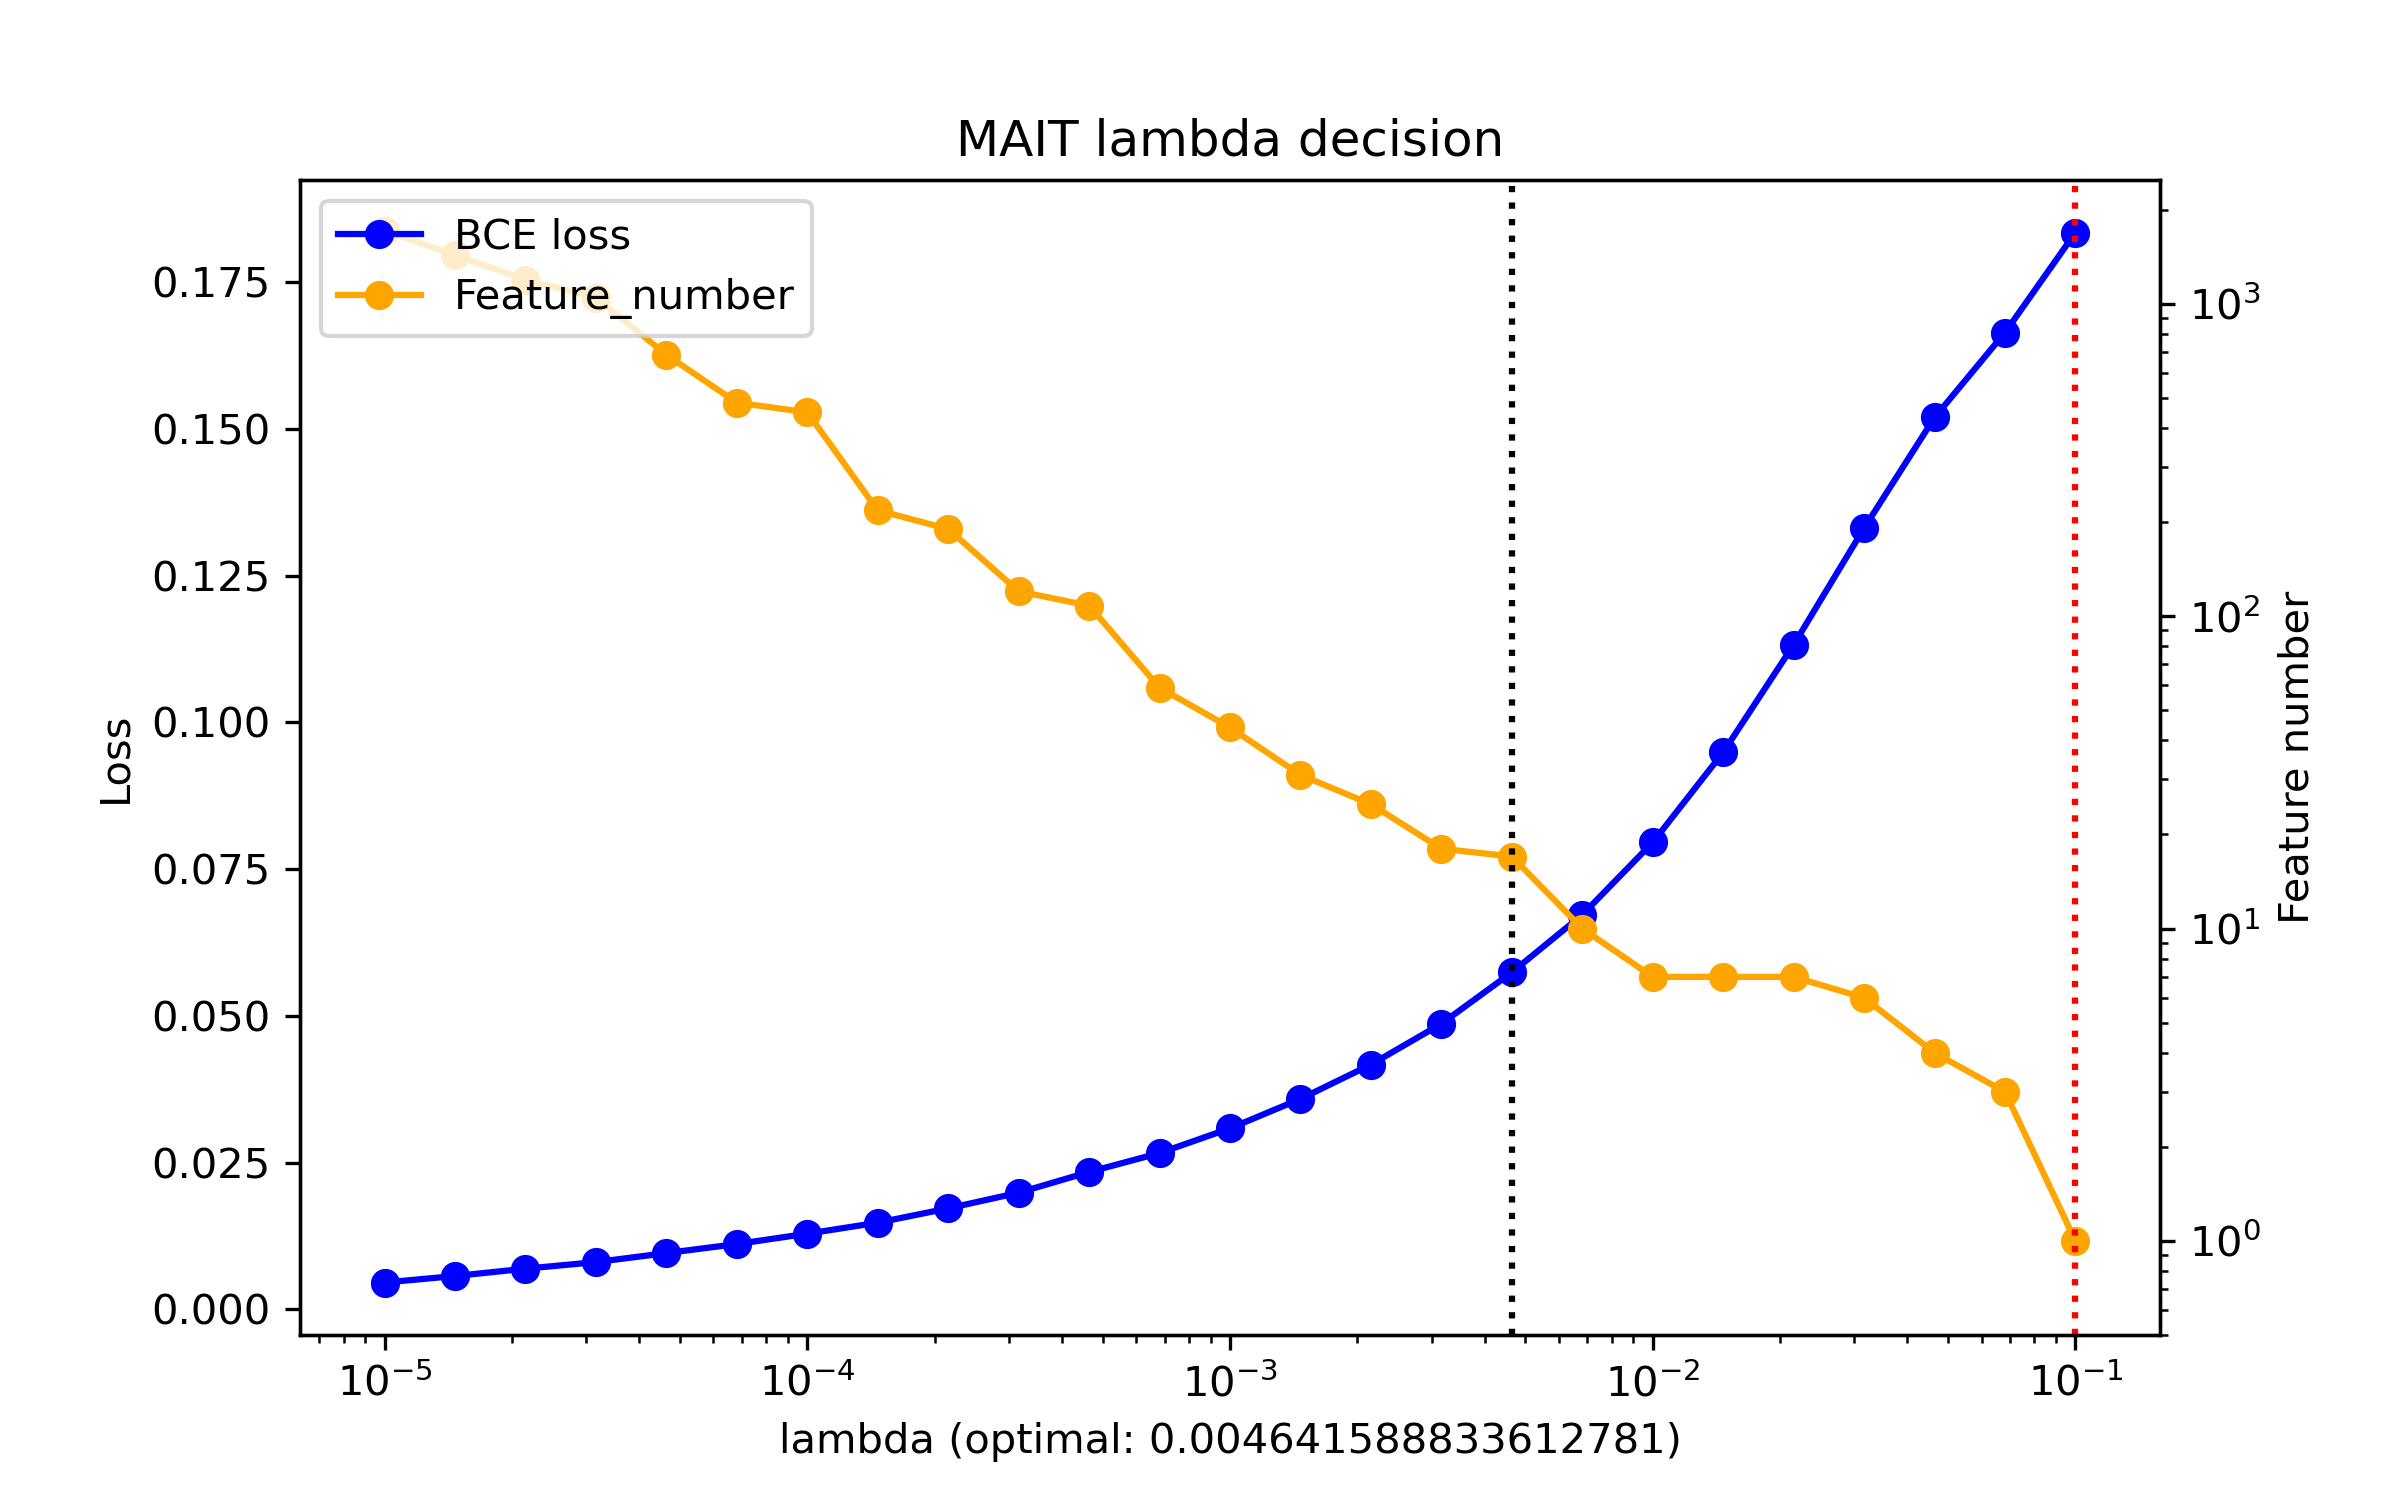 MAIT lambda decision
BCE loss
Feature_number
0.175
0.150
0.125
0.100
0.075
0.050
0.025
0.000
Loss
10³
10²
10¹
10⁰
Feature number
10⁻⁵ 10⁻⁴ 10⁻³ 10⁻² 10⁻¹
lambda (optimal: 0.004641588833612781)